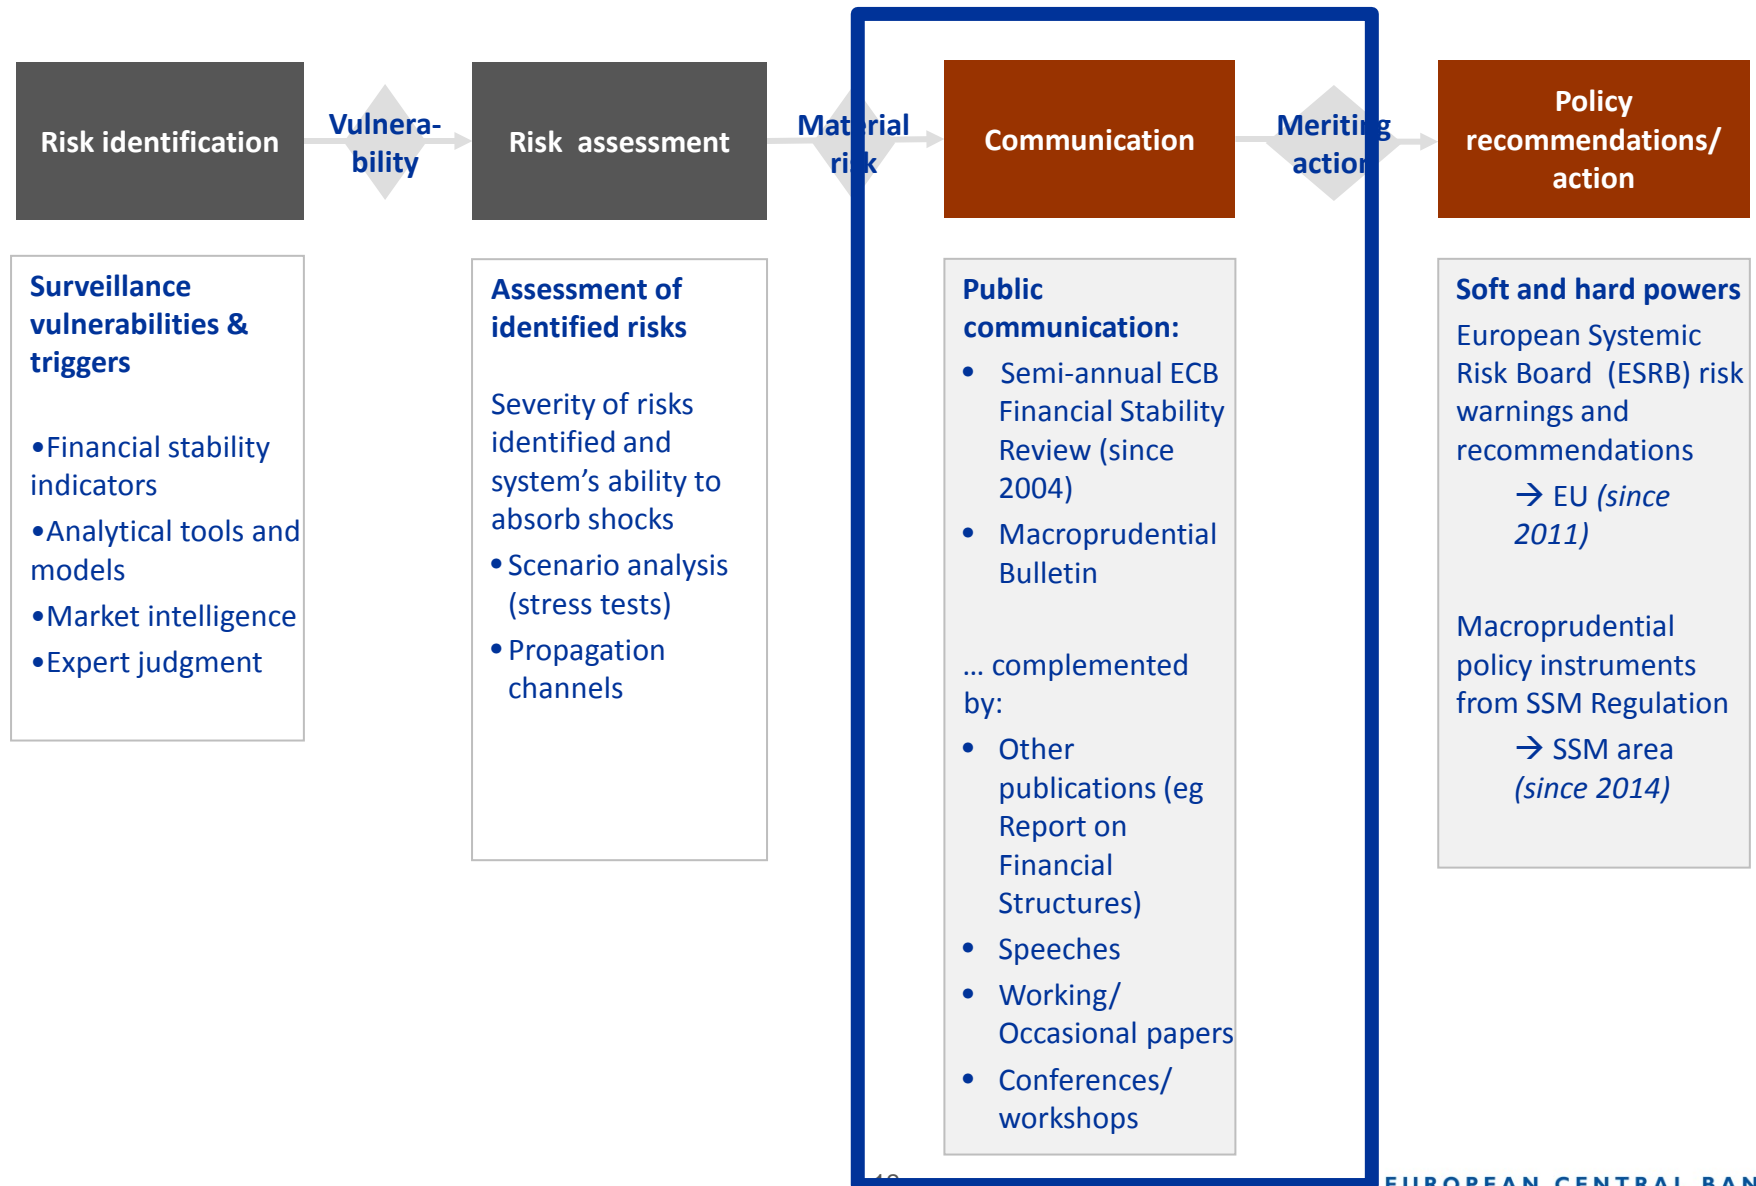 Risk identification
Vulnera-
bility
Risk assessment
Material
risk
Communication
Meriting
action
Policy
recommendations/
action
Surveillance
vulnerabilities &
triggers
•Financial stability
indicators
•Analytical tools and
models
•Market intelligence
•Expert judgment
Assessment of
identified risks
Severity of risks
identified and
system's ability to
absorb shocks
• Scenario analysis
(stress tests)
• Propagation
channels
Public
communication:
• Semi-annual ECB
Financial Stability
Review (since
2004)
• Macroprudential
Bulletin
... complemented
by:
• Other
publications (eg
Report on
Financial
Structures)
• Speeches
• Working/
Occasional papers
• Conferences/
workshops
Soft and hard powers
European Systemic
Risk Board (ESRB) risk
warnings and
recommendations
→ EU (since
2011)
Macroprudential
policy instruments
from SSM Regulation
→ SSM area
(since 2014)
EUROPEAN CENTRAL BAN